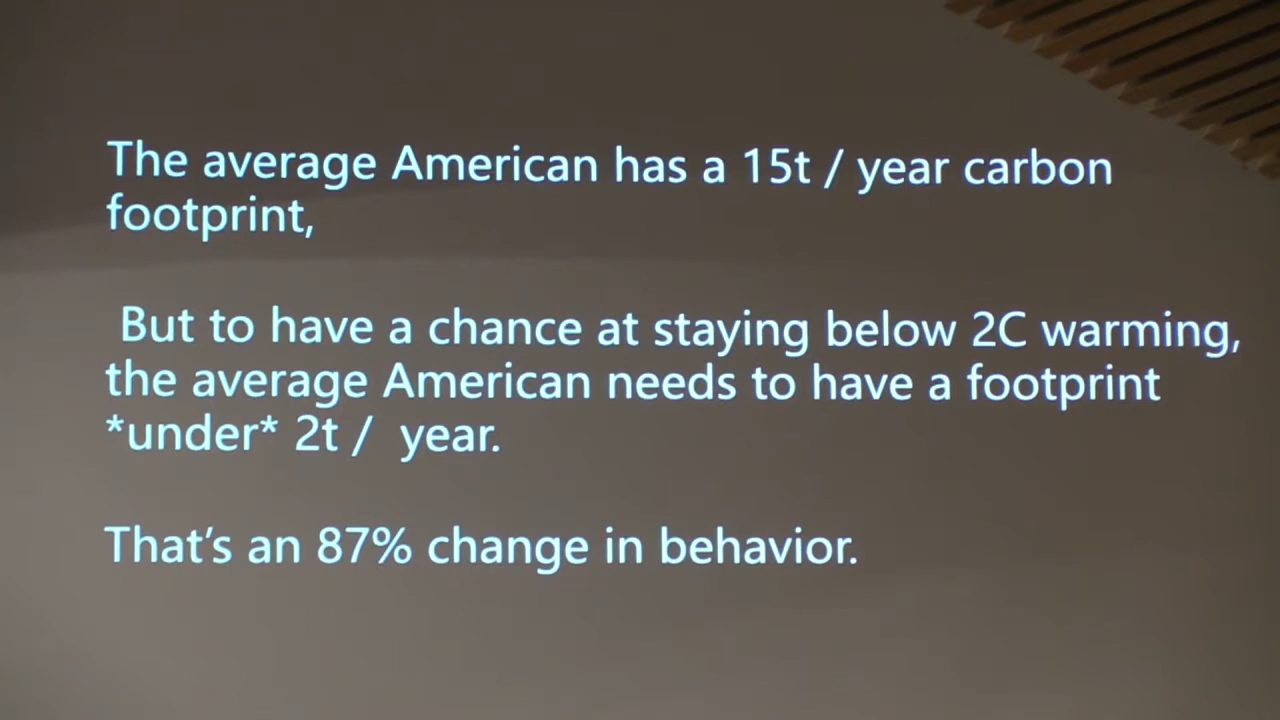 The average American has a 15t / year carbon
footprint,
But to have a chance at staying below 2C warming,
the average American needs to have a footprint
*under* 2t /  year.
That's an 87% change in behavior.